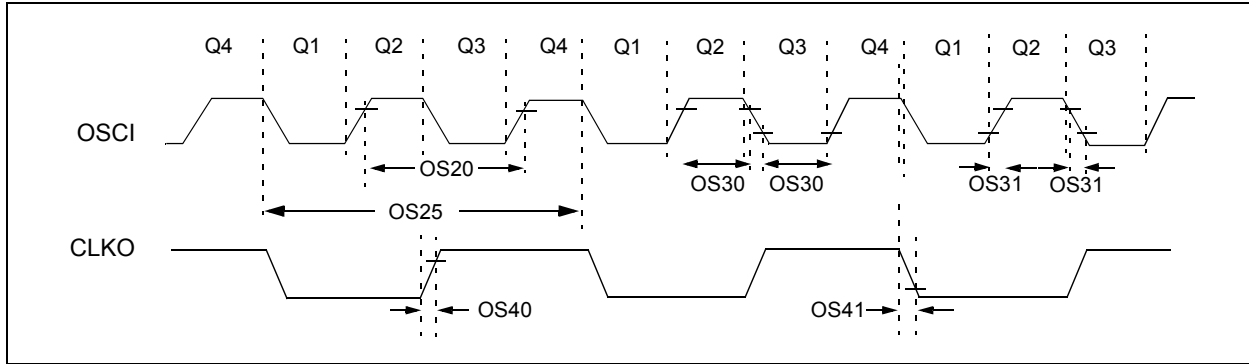 Q4 Q1 Q2 Q3 Q4 Q1 Q2 Q3 Q4 Q1 Q2 Q3
OSCI
OS20
OS30 OS30
OS31 OS31
OS25
CLKO
OS40
OS41